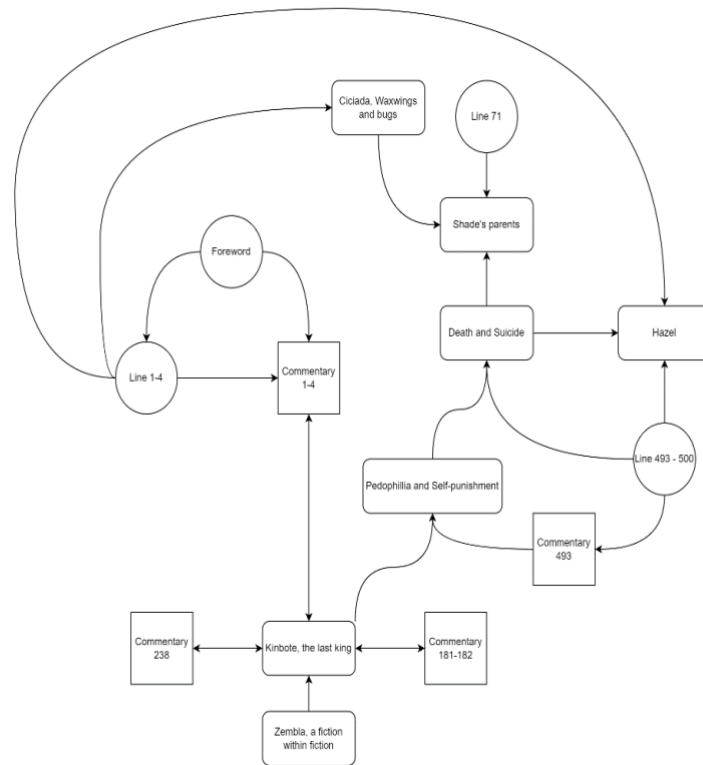 Ciciada, Waxwings
and bugs
Line 71
Shade's parents
Foreword
Death and Suicide
Hazel
Line 1-4
Commentary
1-4
Line 493 - 500
Pedophillia and Self-punishment
Commentary
493
Commentary
238
Kinbote, the last king
Commentary
181-182
Zembla, a fiction
within fiction